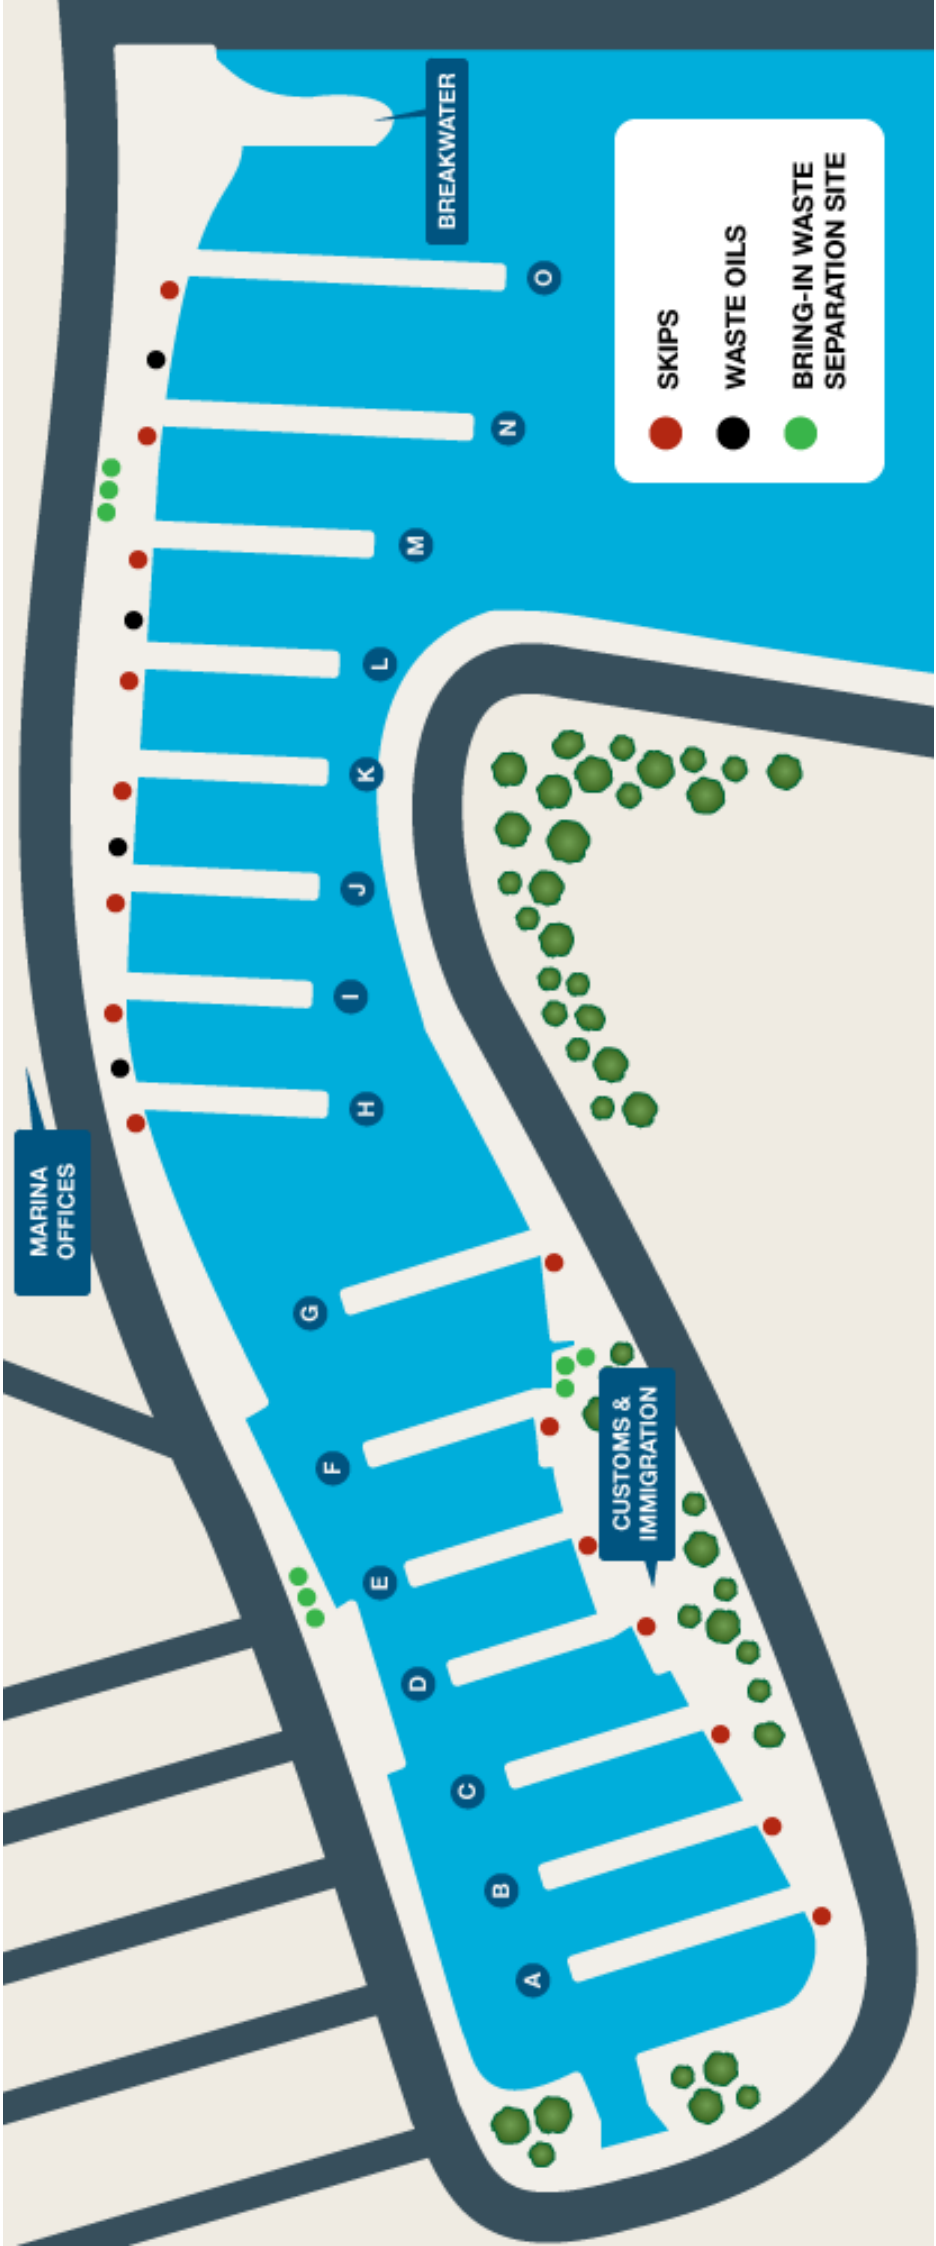 BREAKWATER
SKIPS
WASTE OILS
BRING-IN WASTE
SEPARATION SITE
MARINA
OFFICES
CUSTOMS &
IMMIGRATION
A
B
C
D
E
F
G
H
I
J
K
L
M
N
O